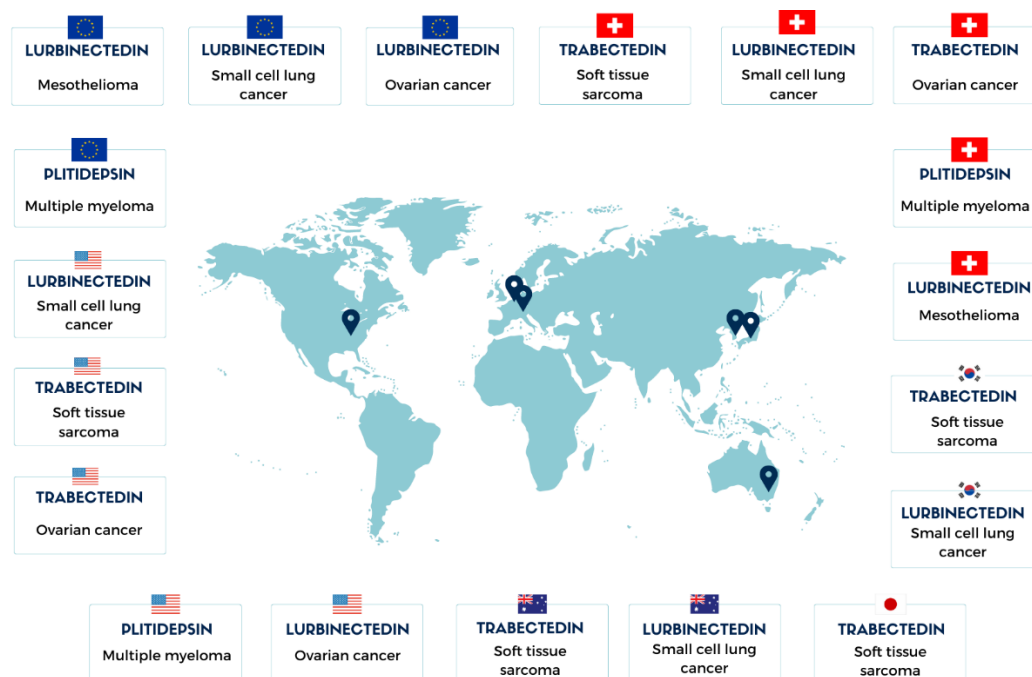 LURBINECTEDIN
Mesothelioma
LURBINECTEDIN
Small cell lung
cancer
LURBINECTEDIN
Ovarian cancer
TRABECTEDIN
Soft tissue
sarcoma
LURBINECTEDIN
Small cell lung
cancer
TRABECTEDIN
Ovarian cancer
PLITIDEPSIN
Multiple myeloma
PLITIDEPSIN
Multiple myeloma
LURBINECTEDIN
Small cell lung
cancer
LURBINECTEDIN
Mesothelioma
TRABECTEDIN
Soft tissue
sarcoma
TRABECTEDIN
Soft tissue
sarcoma
TRABECTEDIN
Ovarian cancer
LURBINECTEDIN
Small cell lung
cancer
PLITIDEPSIN
Multiple myeloma
LURBINECTEDIN
Ovarian cancer
TRABECTEDIN
Soft tissue
sarcoma
LURBINECTEDIN
Small cell lung
cancer
TRABECTEDIN
Soft tissue
sarcoma